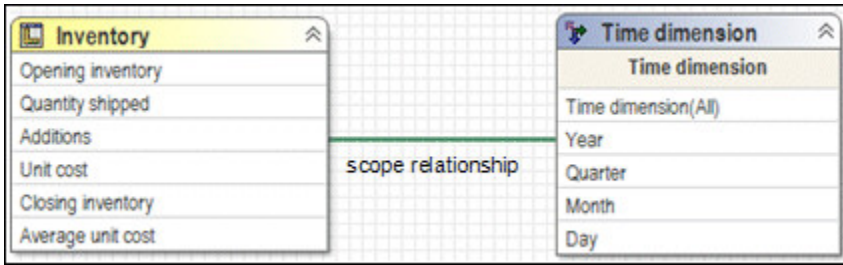 Inventory
Opening inventory
Quantity shipped
Additions
Unit cost
Closing inventory
Average unit cost
scope relationship
Time dimension
Time dimension
Time dimension(All)
Year
Quarter
Month
Day